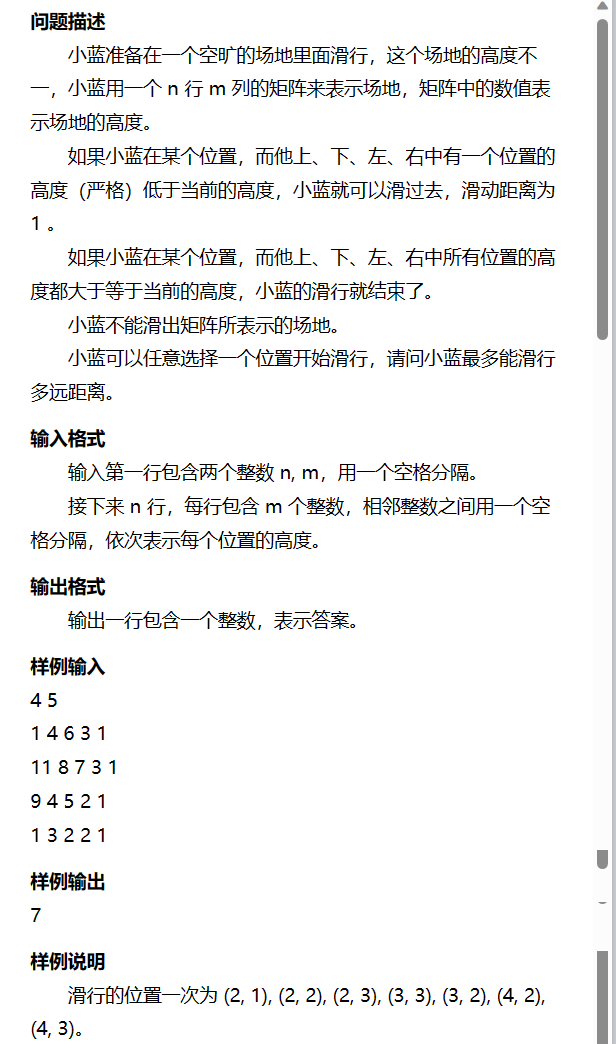 问题描述
小蓝准备在一个空旷的场地里面滑行，这个场地的高度不
一，小蓝用一个 n 行 m 列的矩阵来表示场地，矩阵中的数值表
示场地的高度。
如果小蓝在某个位置，而他上、下、左、右中有一个位置的
高度（严格）低于当前的高度，小蓝就可以滑过去，滑动距离为
1 。
如果小蓝在某个位置，而他上、下、左、右中所有位置的高
度都大于等于当前的高度，小蓝的滑行就结束了。
小蓝不能滑出矩阵所表示的场地。
小蓝可以任意选择一个位置开始滑行，请问小蓝最多能滑行
多远距离。
输入格式
输入第一行包含两个整数 n, m，用一个空格分隔。
接下来 n 行，每行包含 m 个整数，相邻整数之间用一个空
格分隔，依次表示每个位置的高度。
输出格式
输出一行包含一个整数，表示答案。
样例输入
4 5
1 4 6 3 1
11 8 7 3 1
9 4 5 2 1
1 3 2 2 1
样例输出
7
样例说明
滑行的位置一次为 (2, 1), (2, 2), (2, 3), (3, 3), (3, 2), (4, 2),
(4, 3)。